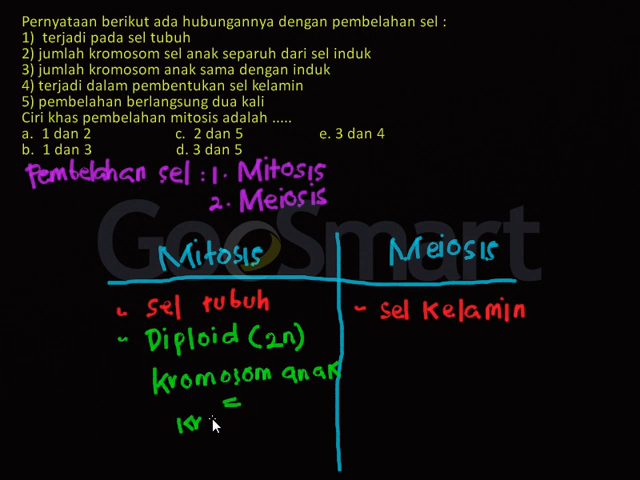 Pernyataan berikut ada hubungannya dengan pembelahan sel :
1) terjadi pada sel tubuh
2) jumlah kromosom sel anak separuh dari sel induk
3) jumlah kromosom anak sama dengan induk
4) terjadi dalam pembentukan sel kelamin
5) pembelahan berlangsung dua kali
Ciri khas pembelahan mitosis adalah .....
a. 1 dan 2 c. 2 dan 5 e. 3 dan 4
b. 1 dan 3 d. 3 dan 5
Pembelahan sel : 1. Mitosis
2. Meiosis
GooSmart
Mitosis Meiosis
- sel tubuh - sel kelamin
- Diploid (2n)
kromosom anak
=
kr